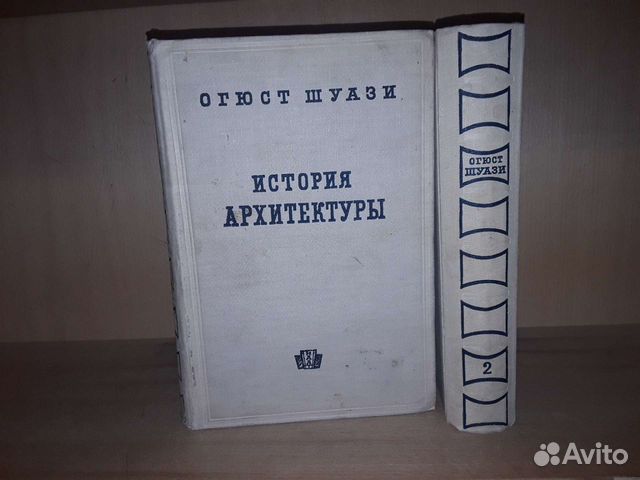 ОГЮСТ ШУАЗИ
ИСТОРИЯ
АРХИТЕКТУРЫ
ОГЮСТ
ШУАЗИ
2
Avito